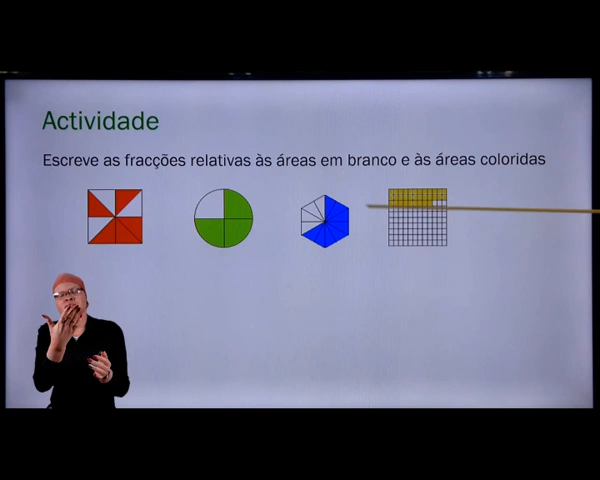 Actividade
Escreve as fracções relativas às áreas em branco e às áreas coloridas